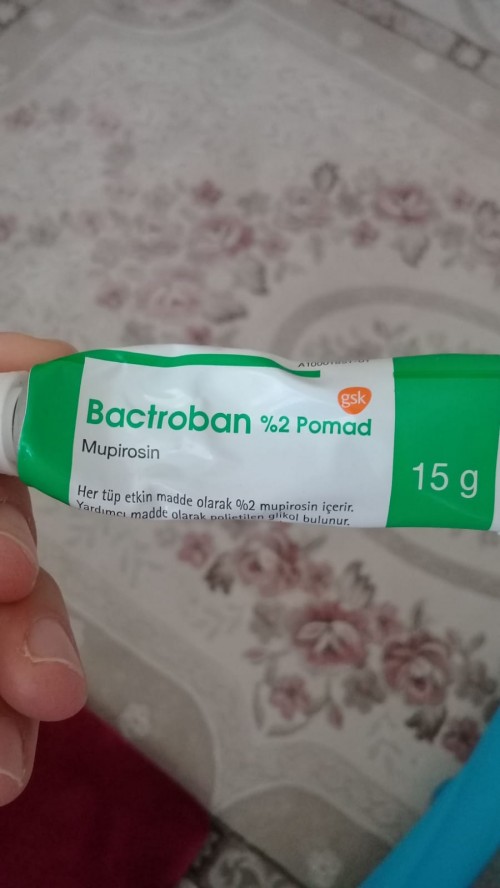 gsk
Bactroban %2 Pomad
Mupirosin
15 g
Her tüp etkin madde olarak %2 mupirosin içerir.
Yardımcı madde olarak polietilen glikol bulunur.